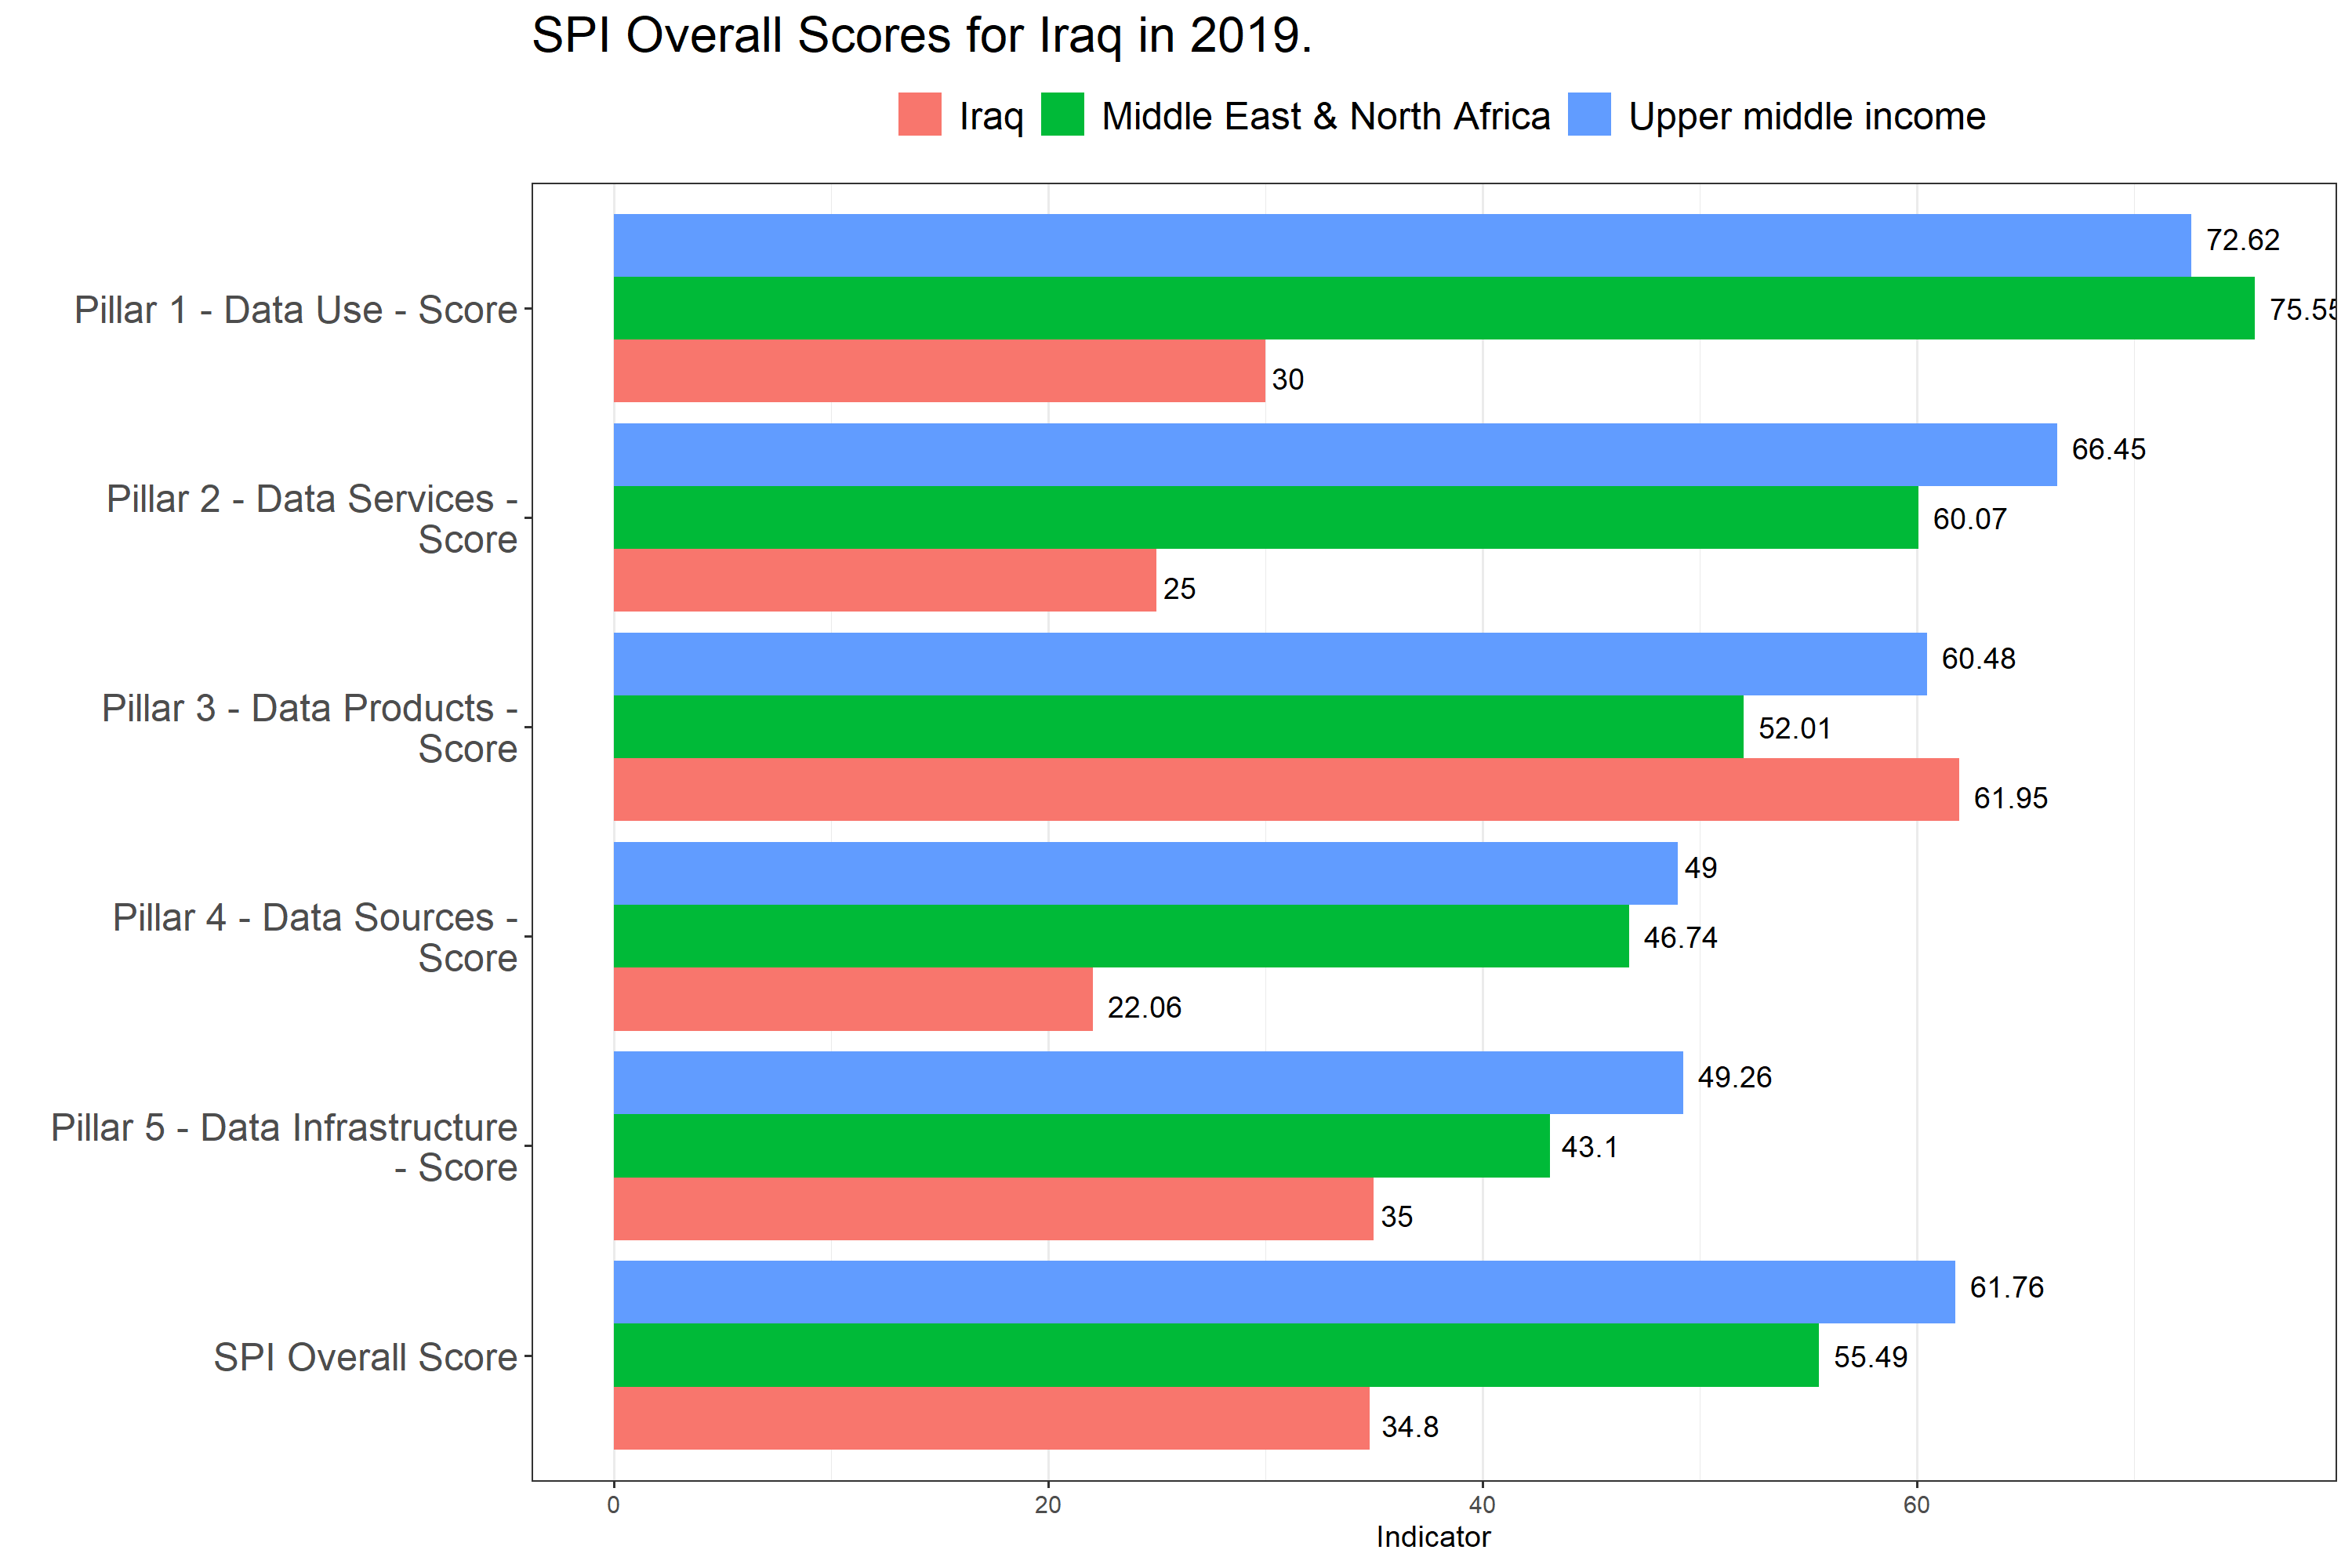 SPI Overall Scores for Iraq in 2019.
Iraq Middle East & North Africa Upper middle income
Pillar 1 - Data Use - Score
72.62
75.55
30
Pillar 2 - Data Services -
Score
66.45
60.07
25
Pillar 3 - Data Products -
Score
60.48
52.01
61.95
Pillar 4 - Data Sources -
Score
49
46.74
22.06
Pillar 5 - Data Infrastructure
- Score
49.26
43.1
35
SPI Overall Score
61.76
55.49
34.8
0 20 40 60
Indicator